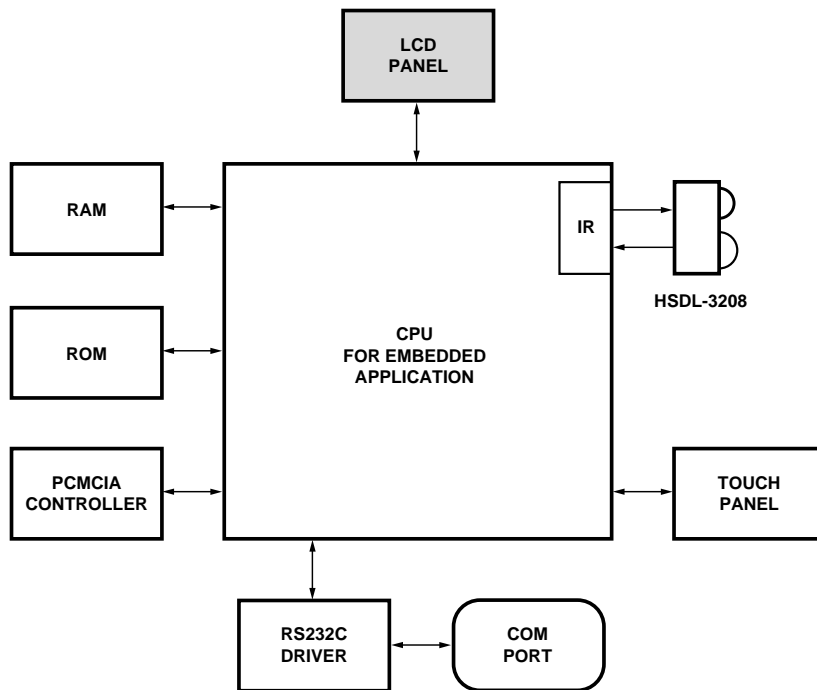 LCD
PANEL
RAM
IR
HSDL-3208
ROM
CPU
FOR EMBEDDED
APPLICATION
PCMCIA
CONTROLLER
TOUCH
PANEL
RS232C
DRIVER
COM
PORT